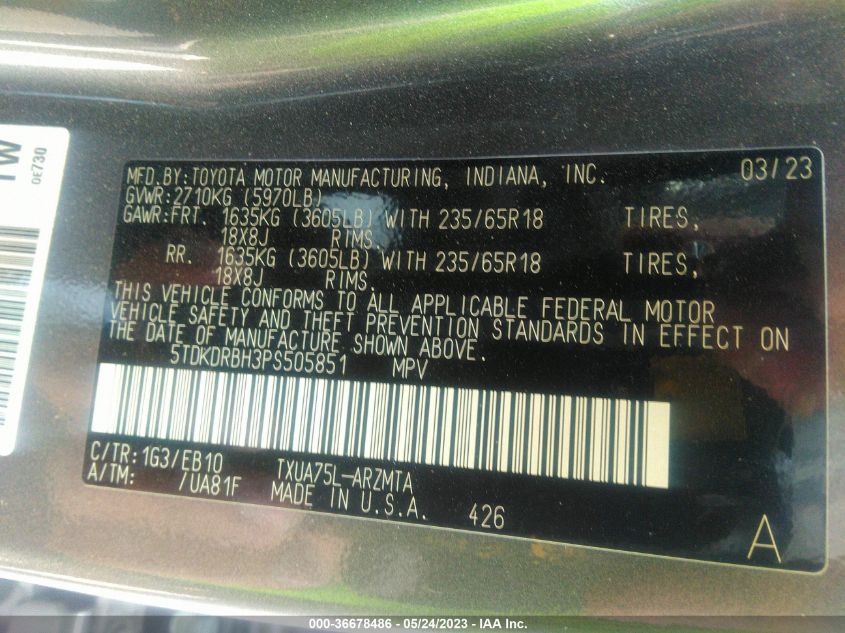 MFD.BY:TOYOTA MOTOR MANUFACTURING, INDIANA, INC. 03/23
GVWR:2710KG (5970LB)
GAWR:FRT. 1635KG (3605LB) WITH 235/65R18 TIRES,
18X8J RIMS.
RR. 1635KG (3605LB) WITH 235/65R18 TIRES,
18X8J RIMS.
THIS VEHICLE CONFORMS TO ALL APPLICABLE FEDERAL MOTOR
VEHICLE SAFETY AND THEFT PREVENTION STANDARDS IN EFFECT ON
THE DATE OF MANUFACTURE SHOWN ABOVE.
5TDKDRBH3PS505851 MPV
C/TR:1G3/EB10 TXUA75L-ARZMTA
A/TM: /UA81F MADE IN U.S.A. 426
A
OE730
000-36678486 - 05/24/2023 - IAA Inc.